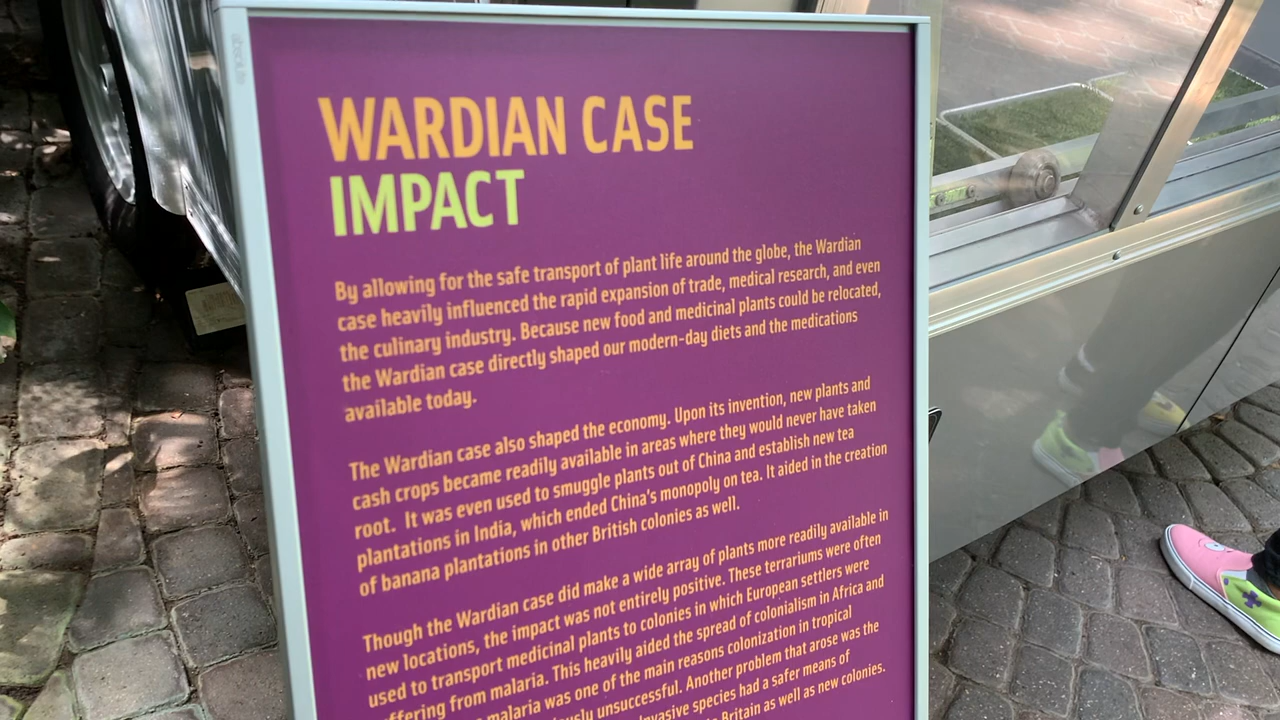 absolute
WARDIAN CASE
IMPACT
By allowing for the safe transport of plant life around the globe, the Wardian
case heavily influenced the rapid expansion of trade, medical research, and even
the culinary industry. Because new food and medicinal plants could be relocated,
the Wardian case directly shaped our modern-day diets and the medications
available today.
The Wardian case also shaped the economy. Upon its invention, new plants and
cash crops became readily available in areas where they would never have taken
root. It was even used to smuggle plants out of China and establish new tea
plantations in India, which ended China's monopoly on tea. It aided in the creation
of banana plantations in other British colonies as well.
Though the Wardian case did make a wide array of plants more readily available in
new locations, the impact was not entirely positive. These terrariums were often
used to transport medicinal plants to colonies in which European settlers were
suffering from malaria. This heavily aided the spread of colonialism in Africa and
malaria was one of the main reasons colonization in tropical
unsuccessful. Another problem that arose was the
invasive species had a safer means of
Britain as well as new colonies.